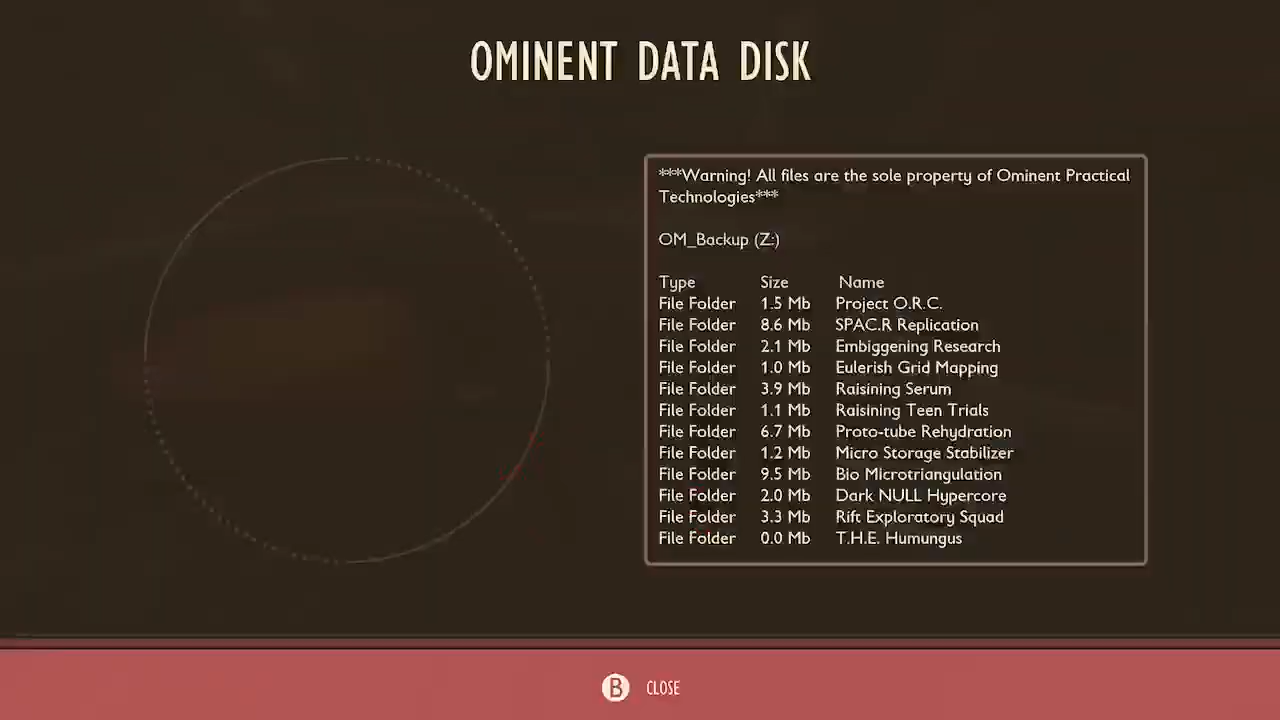 OMINENT DATA DISK
***Warning! All files are the sole property of Ominent Practical
Technologies***
OM_Backup (Z:)
Type Size Name
File Folder 1.5 Mb Project O.R.C.
File Folder 8.6 Mb SPAC.R Replication
File Folder 2.1 Mb Embiggening Research
File Folder 1.0 Mb Eulerish Grid Mapping
File Folder 3.9 Mb Raisining Serum
File Folder 1.1 Mb Raisining Teen Trials
File Folder 6.7 Mb Proto-tube Rehydration
File Folder 1.2 Mb Micro Storage Stabilizer
File Folder 9.5 Mb Bio Microtriangulation
File Folder 2.0 Mb Dark NULL Hypercore
File Folder 3.3 Mb Rift Exploratory Squad
File Folder 0.0 Mb T.H.E. Humungus
B CLOSE